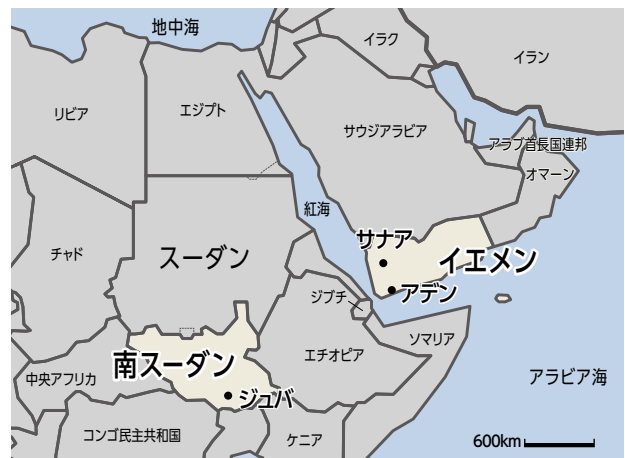 地中海
イラク
イラン
リビア
エジプト
サウジアラビア
アラブ首長国連邦
オマーン
紅海
サナア
イエメン
チャド
スーダン
アデン
ジブチ
ソマリア
エチオピア
南スーダン
中央アフリカ
ジュバ
アラビア海
コンゴ民主共和国
ケニア
600km